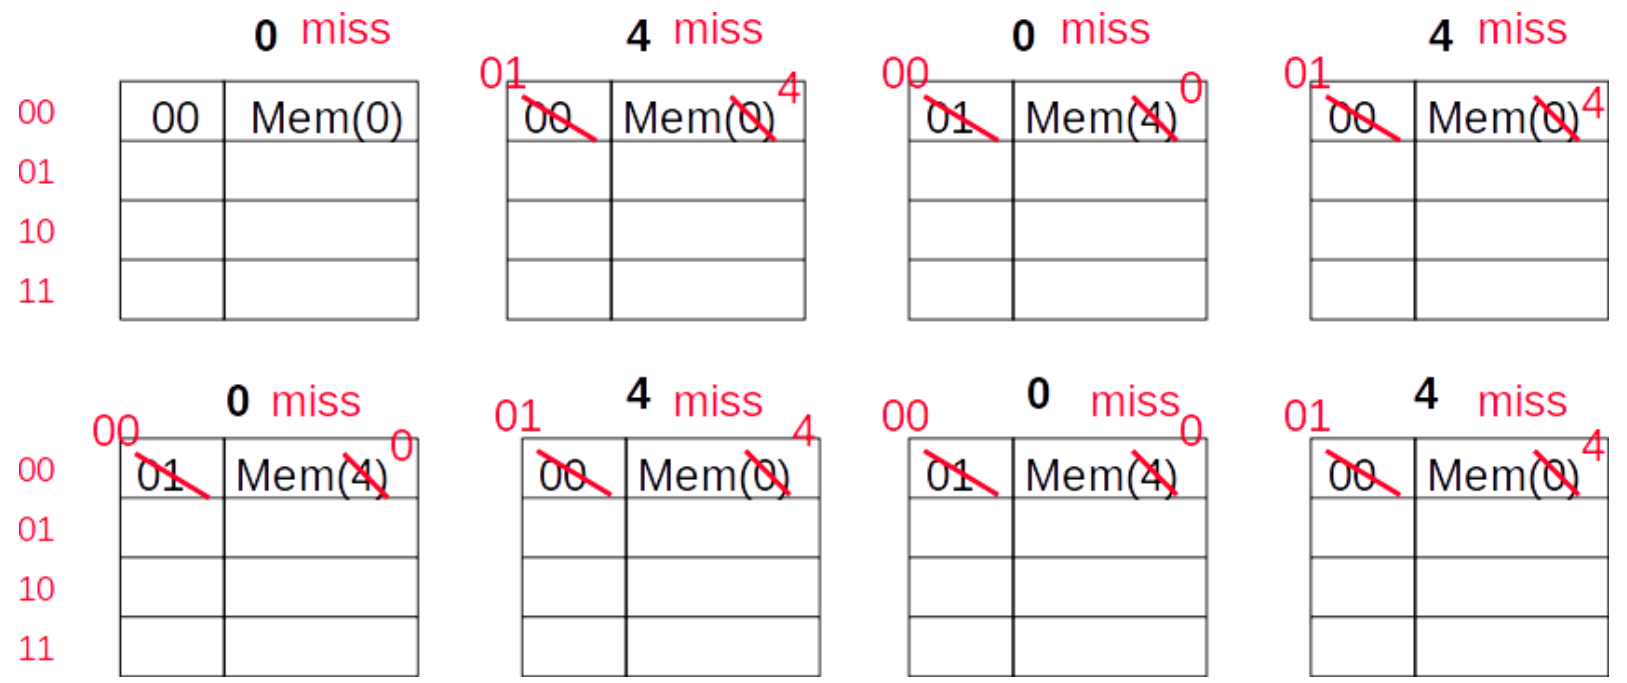 0 miss 4 miss 0 miss 4 miss
01 4 00 0 01 4
00 00 Mem(0) 00 Mem(0) 01 Mem(4) 00 Mem(0)
01
10
11
0 miss 4 miss 0 miss 4 miss
00 0 01 4 00 0 01 4
00 01 Mem(4) 00 Mem(0) 01 Mem(4) 00 Mem(0)
01
10
11